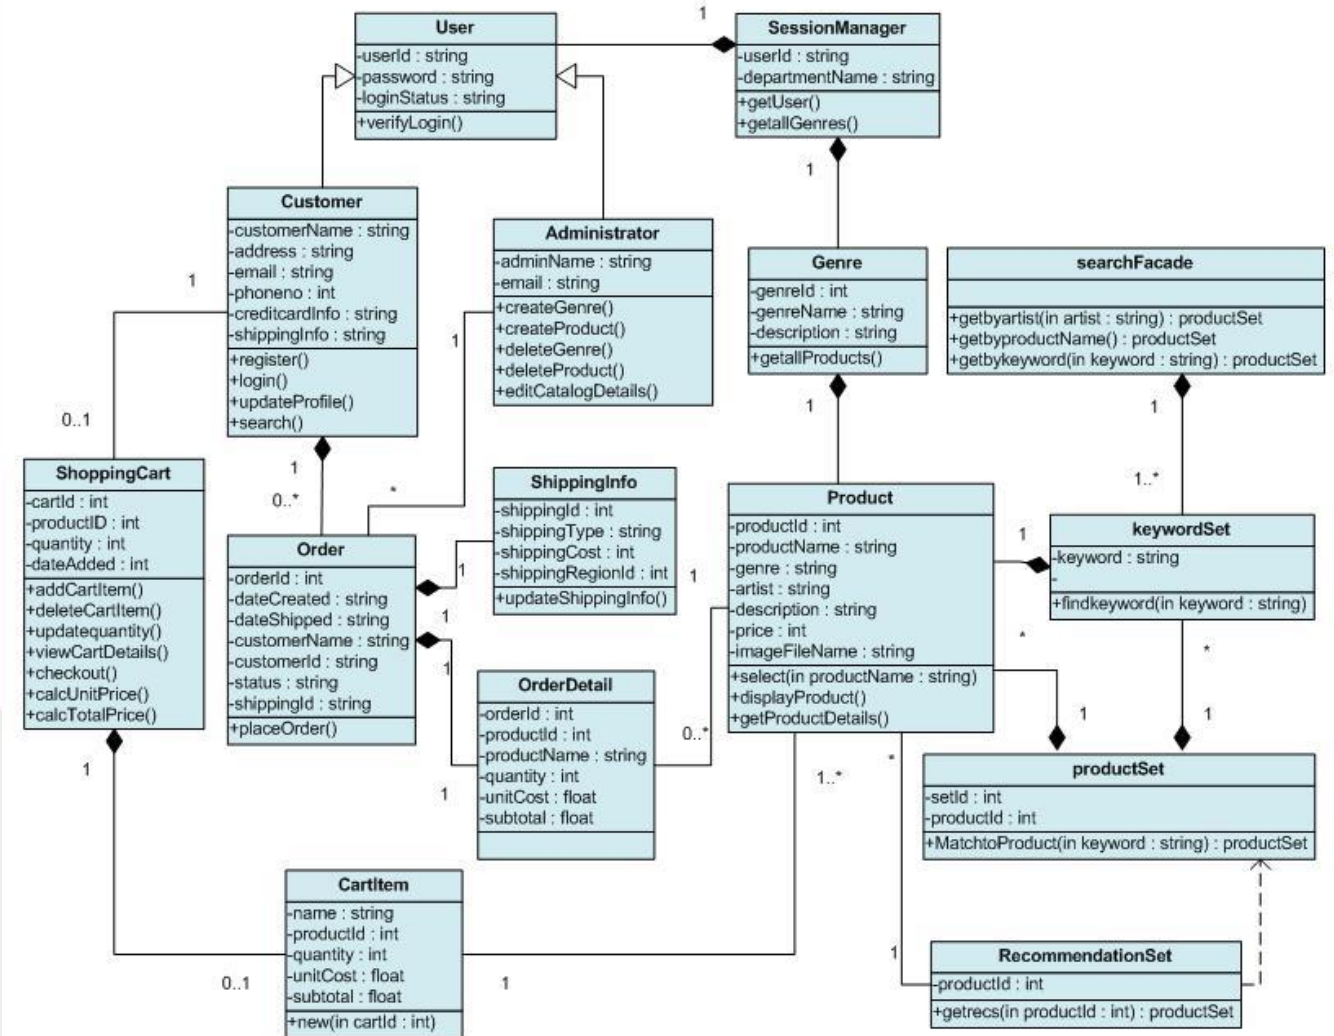 User
-userId : string
-password : string
-loginStatus : string
+verifyLogin()
1
SessionManager
-userId : string
-departmentName : string
+getUser()
+getallGenres()
1
Customer
-customerName : string
-address : string
-email : string
-phoneno : int
-creditcardInfo : string
-shippingInfo : string
+register()
+login()
+updateProfile()
+search()
1
0..1
1
0..*
Administrator
-adminName : string
-email : string
+createGenre()
+createProduct()
+deleteGenre()
+deleteProduct()
+editCatalogDetails()
1
*
Genre
-genreId : int
-genreName : string
-description : string
+getallProducts()
1
searchFacade
+getbyartist(in artist : string) : productSet
+getbyproductName() : productSet
+getbykeyword(in keyword : string) : productSet
1
1..*
ShoppingCart
-cartId : int
-productID : int
-quantity : int
-dateAdded : int
+addCartItem()
+deleteCartItem()
+updatequantity()
+viewCartDetails()
+checkout()
+calcUnitPrice()
+calcTotalPrice()
1
0..1
Order
-orderId : int
-dateCreated : string
-dateShipped : string
-customerName : string
-customerId : string
-status : string
-shippingId : string
+placeOrder()
1
1
1
1
ShippingInfo
-shippingId : int
-shippingType : string
-shippingCost : int
-shippingRegionId : int
+updateShippingInfo()
OrderDetail
-orderId : int
-productId : int
-productName : string
-quantity : int
-unitCost : float
-subtotal : float
1
0..*
Product
-productId : int
-productName : string
-genre : string
-artist : string
-description : string
-price : int
-imageFileName : string
+select(in productName : string)
+displayProduct()
+getProductDetails()
1
*
1..*
*
keywordSet
-keyword : string
-
+findkeyword(in keyword : string)
*
1
1
productSet
-setId : int
-productId : int
+MatchtoProduct(in keyword : string) : productSet
CartItem
-name : string
-productId : int
-quantity : int
-unitCost : float
-subtotal : float
+new(in cartId : int)
1
1
RecommendationSet
-productId : int
+getrecs(in productId : int) : productSet